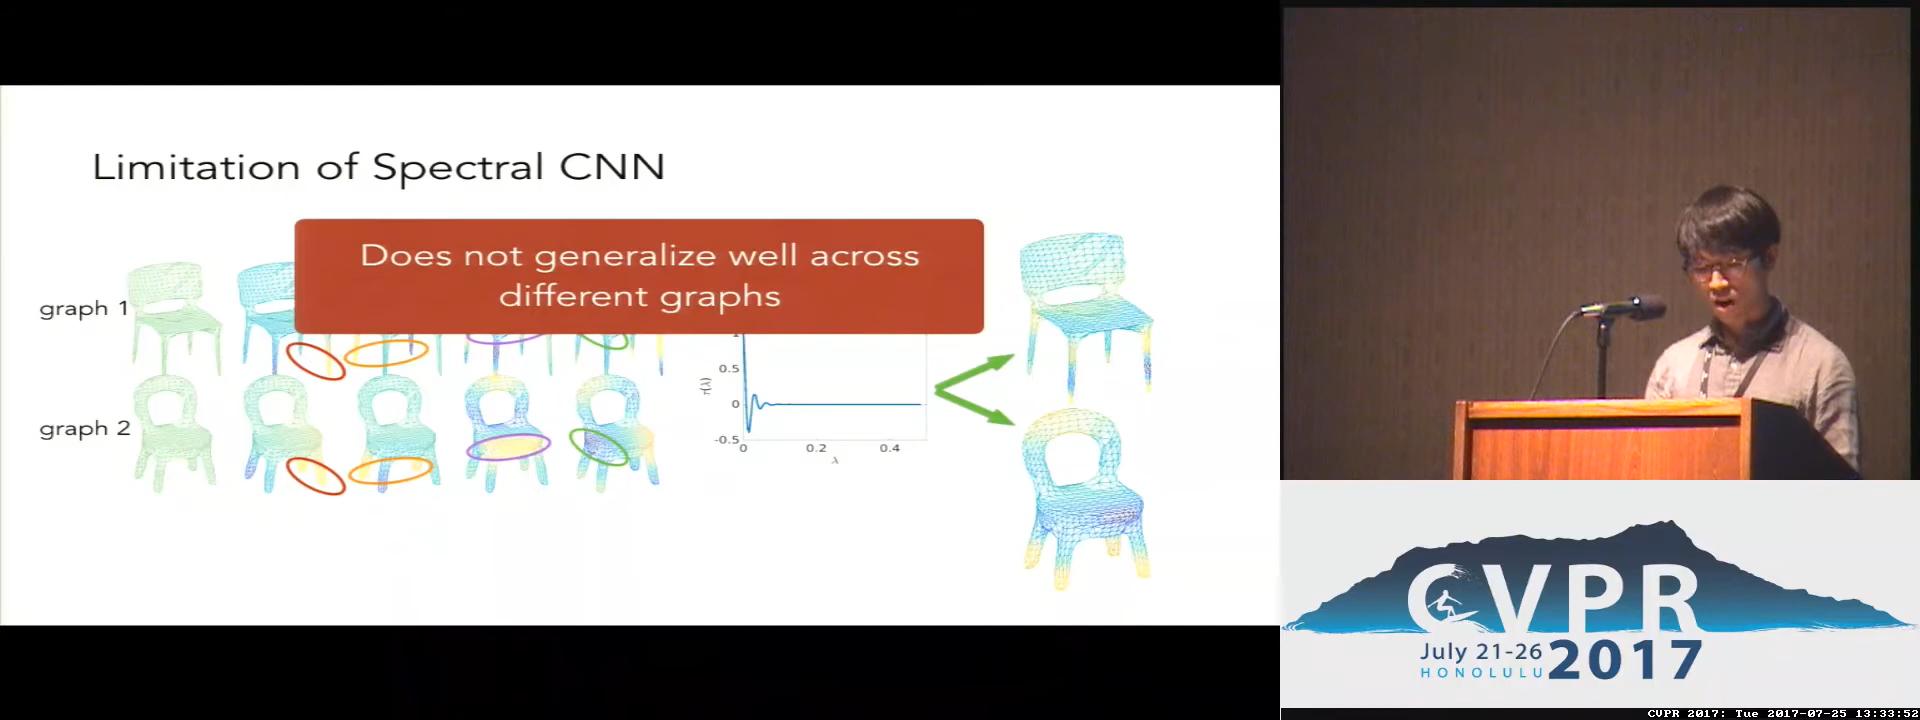 Limitation of Spectral CNN
Does not generalize well across
different graphs
graph 1
graph 2
1
0.5
0
-0.5
r(λ)
0
0.2
0.4
λ
CVPR
July 21-26
HONOLULU
2017
CVPR 2017: Tue 2017-07-25 13:33:52